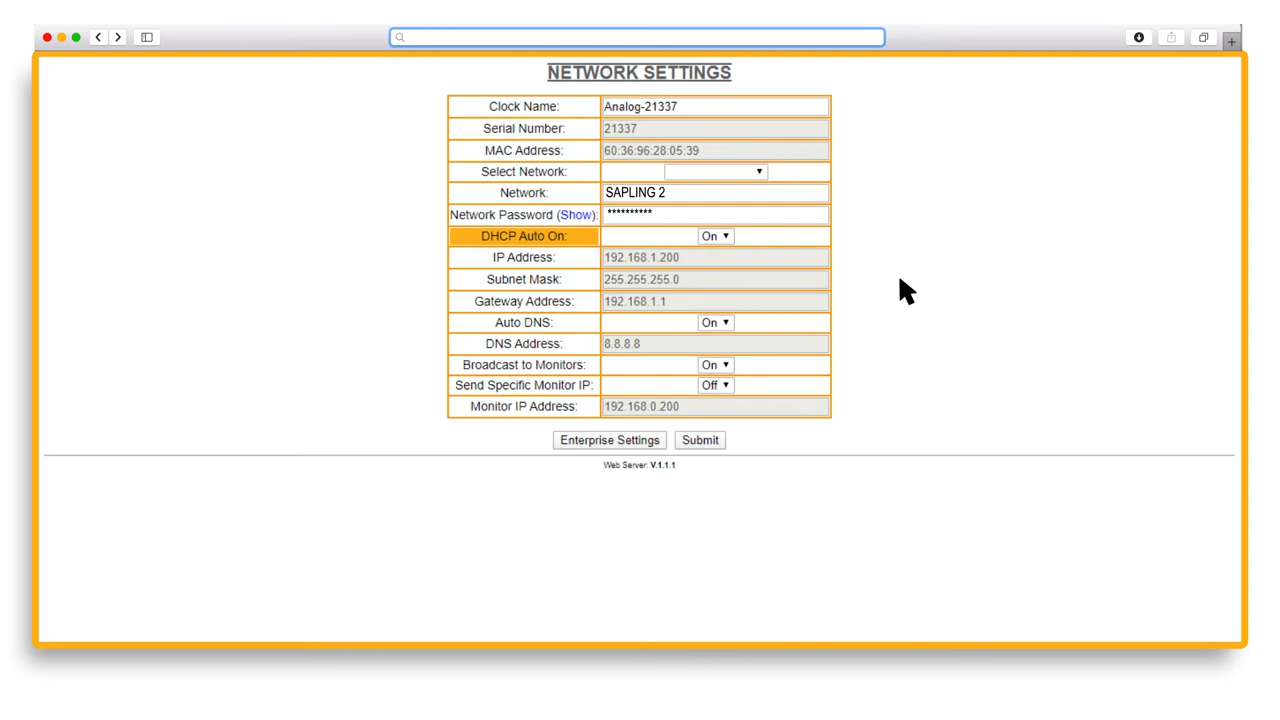 NETWORK SETTINGS
Clock Name: Analog-21337
Serial Number: 21337
MAC Address: 60:36:96:28:05:39
Select Network:
Network: SAPLING 2
Network Password (Show): **********
DHCP Auto On: On
IP Address: 192.168.1.200
Subnet Mask: 255.255.255.0
Gateway Address: 192.168.1.1
Auto DNS: On
DNS Address: 8.8.8.8
Broadcast to Monitors: On
Send Specific Monitor IP: Off
Monitor IP Address: 192.168.0.200
Enterprise Settings Submit
Web Server: V.1.1.1